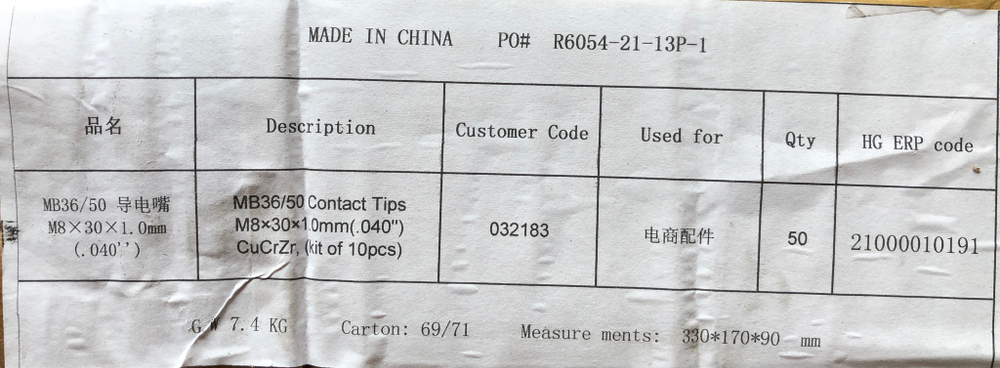 MADE IN CHINA PO# R6054-21-13P-1
品名 Description Customer Code Used for Qty HG ERP code
MB36/50 导电嘴
M8×30×1.0mm
(.040'')
MB36/50 Contact Tips
M8×30×1.0mm(.040")
CuCrZr, (kit of 10pcs)
032183
电商配件
50
21000010191
G W 7.4 KG Carton: 69/71 Measure ments: 330*170*90 mm